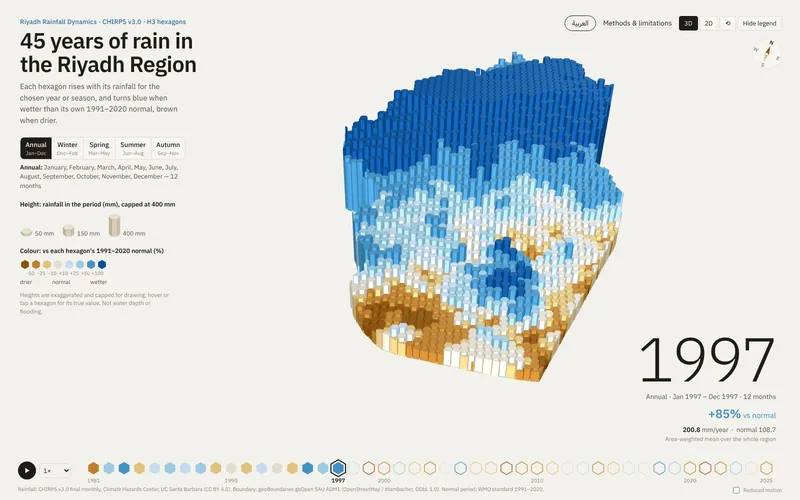 Riyadh Rainfall Dynamics · CHIRPS v3.0 · H3 hexagons
45 years of rain in
the Riyadh Region
Each hexagon rises with its rainfall for the
chosen year or season, and turns blue when
wetter than its own 1991–2020 normal, brown
when drier.
Annual Winter Spring Summer Autumn
Jan–Dec Dec–Feb Mar–May Jun–Aug Sep–Nov
Annual: January, February, March, April, May, June, July,
August, September, October, November, December — 12
months
Height: rainfall in the period (mm), capped at 400 mm
50 mm 150 mm 400 mm
Colour: vs each hexagon's 1991–2020 normal (%)
-50 -25 -10 +10 +25 +50 +100
drier normal wetter
Heights are exaggerated and capped for drawing; hover or
tap a hexagon for its true value. Not water depth or
flooding.
العربية Methods & limitations 3D 2D ⟲ Hide legend
N
E
S
W
1997
Annual · Jan 1997 – Dec 1997 · 12 months
+85% vs normal
200.8 mm/year · normal 108.7
Area-weighted mean over the whole region
1×
1981 1990 1997 2000 2010 2020 2025
Rainfall: CHIRPS v3.0 final monthly, Climate Hazards Center, UC Santa Barbara (CC BY 4.0). Boundary: geoBoundaries gbOpen SAU ADM1 (OpenStreetMap / Wambacher, ODbL 1.0). Normal period: WMO standard 1991–2020.
Reduced motion